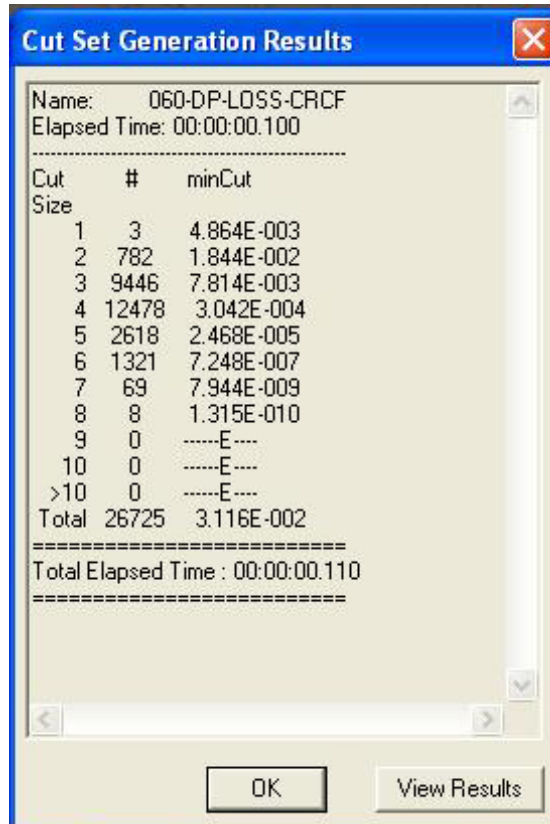 Cut Set Generation Results
Name: 060-DP-LOSS-CRCF
Elapsed Time: 00:00:00.100
------------------------------------------------
Cut # minCut
Size
1 3 4.864E-003
2 782 1.844E-002
3 9446 7.814E-003
4 12478 3.042E-004
5 2618 2.468E-005
6 1321 7.248E-007
7 69 7.944E-009
8 8 1.315E-010
9 0 ------E----
10 0 ------E----
>10 0 ------E----
Total 26725 3.116E-002
==========================
Total Elapsed Time : 00:00:00.110
==========================
OK View Results